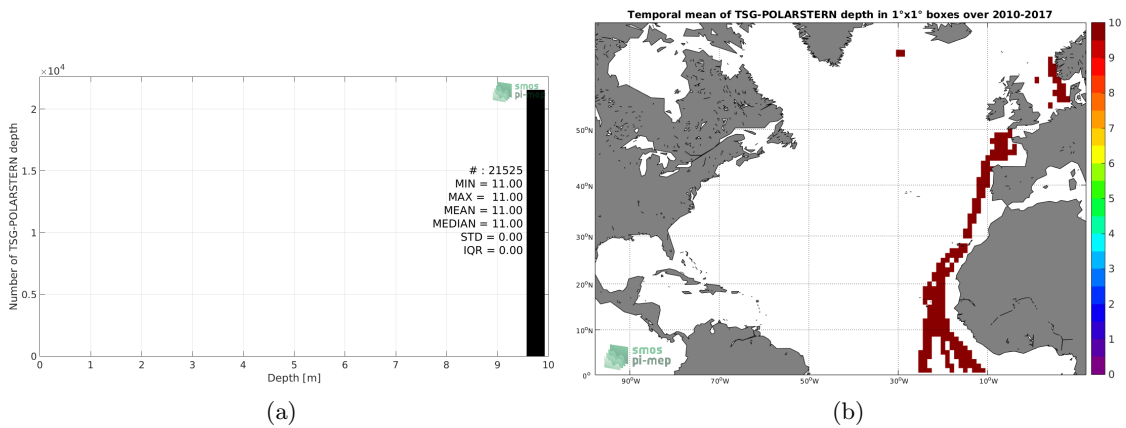 ×10⁴
2
1.5
1
0.5
0
Number of TSG-POLARSTERN depth
smos
pi-mep
# : 21525
MIN = 11.00
MAX = 11.00
MEAN = 11.00
MEDIAN = 11.00
STD = 0.00
IQR = 0.00
0 1 2 3 4 5 6 7 8 9 10
Depth [m]
(a)
Temporal mean of TSG-POLARSTERN depth in 1°x1° boxes over 2010-2017
50°N
40°N
30°N
20°N
10°N
0°
90°W 70°W 50°W 30°W 10°W
smos
pi-mep
10
9
8
7
6
5
4
3
2
1
0
(b)